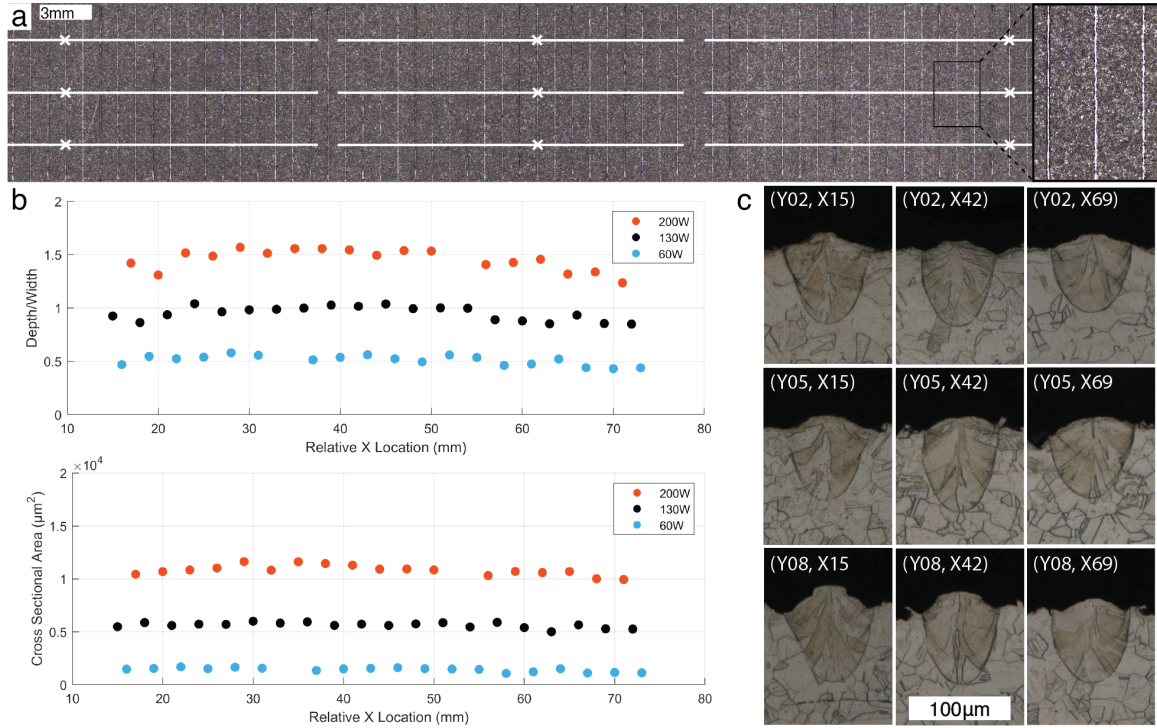 a
3mm
b
2
1.5
1
0.5
0
Depth/Width
200W
130W
60W
10 20 30 40 50 60 70 80
Relative X Location (mm)
×10⁴
2
1.5
1
0.5
0
Cross Sectional Area (µm²)
200W
130W
60W
10 20 30 40 50 60 70 80
Relative X Location (mm)
c
(Y02, X15) (Y02, X42) (Y02, X69)
(Y05, X15) (Y05, X42) (Y05, X69
(Y08, X15 (Y08, X42) (Y08, X69)
100µm